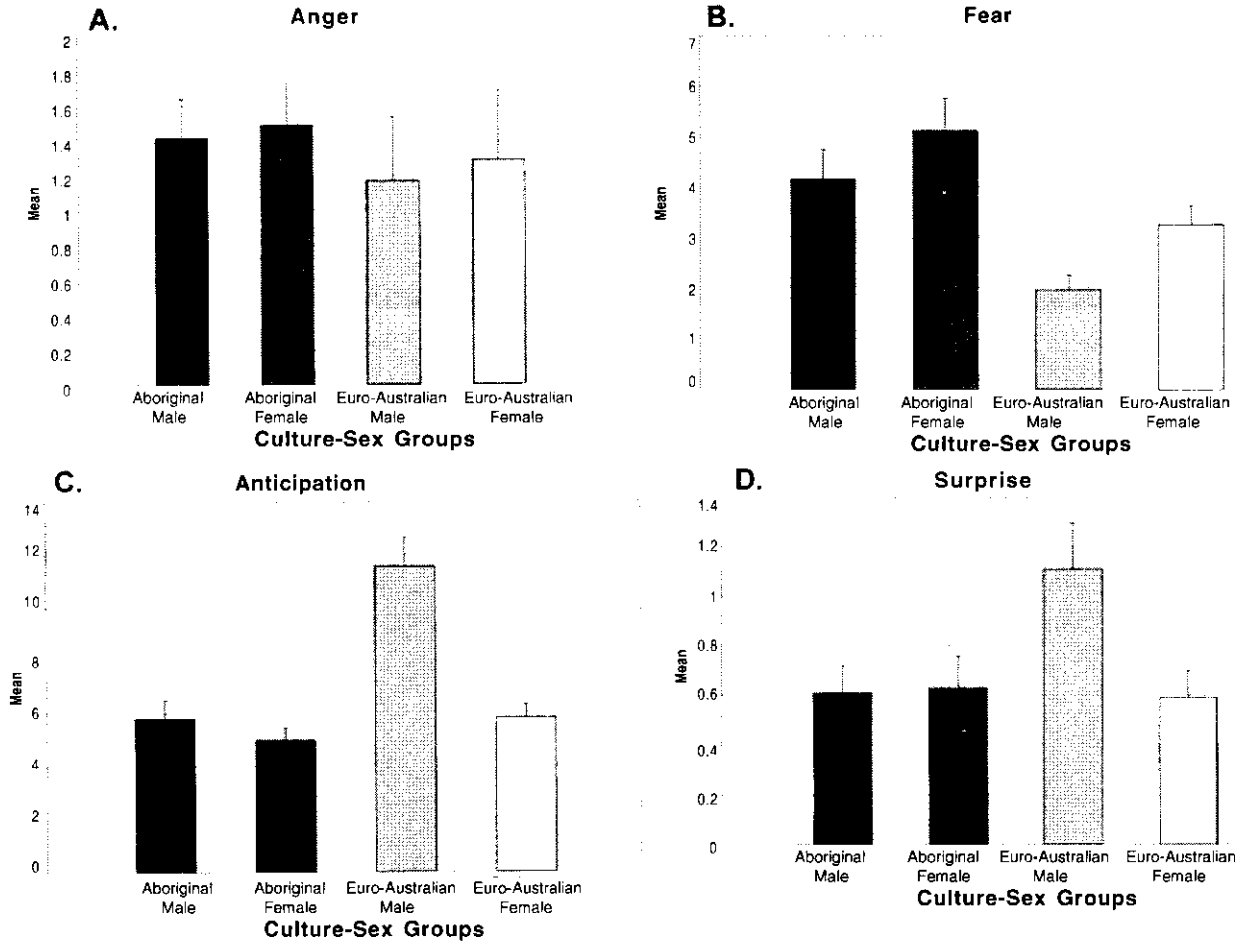 A.
Anger
2
1.8
1.6
1.4
1.2
1
0.8
0.6
0.4
0.2
0
Mean
Aboriginal Male
Aboriginal Female
Euro-Australian Male
Euro-Australian Female
Culture-Sex Groups
B.
Fear
7
6
5
4
3
2
1
0
Mean
Aboriginal Male
Aboriginal Female
Euro-Australian Male
Euro-Australian Female
Culture-Sex Groups
C.
Anticipation
14
12
10
8
6
4
2
0
Mean
Aboriginal Male
Aboriginal Female
Euro-Australian Male
Euro-Australian Female
Culture-Sex Groups
D.
Surprise
1.4
1.2
1
0.8
0.6
0.4
0.2
0
Mean
Aboriginal Male
Aboriginal Female
Euro-Australian Male
Euro-Australian Female
Culture-Sex Groups